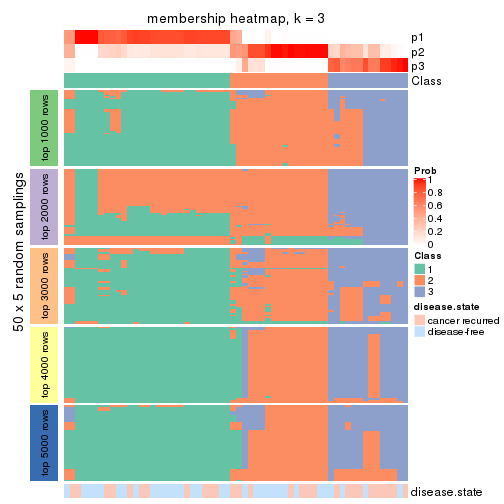 membership heatmap, k = 3
p1
p2
p3
Class
50 x 5 random samplings
top 1000 rows
top 2000 rows
top 3000 rows
top 4000 rows
top 5000 rows
Prob
1
0.8
0.6
0.4
0.2
0
Class
1
2
3
disease.state
cancer recurred
disease-free
disease.state